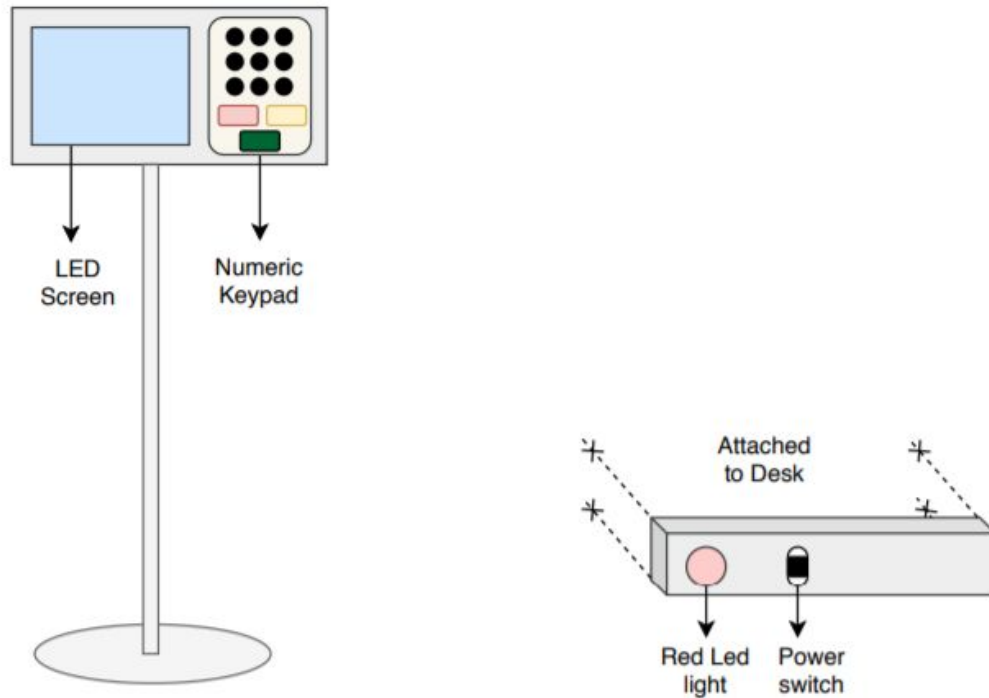 LED
Screen
Numeric
Keypad
Attached
to Desk
Red Led
light
Power
switch